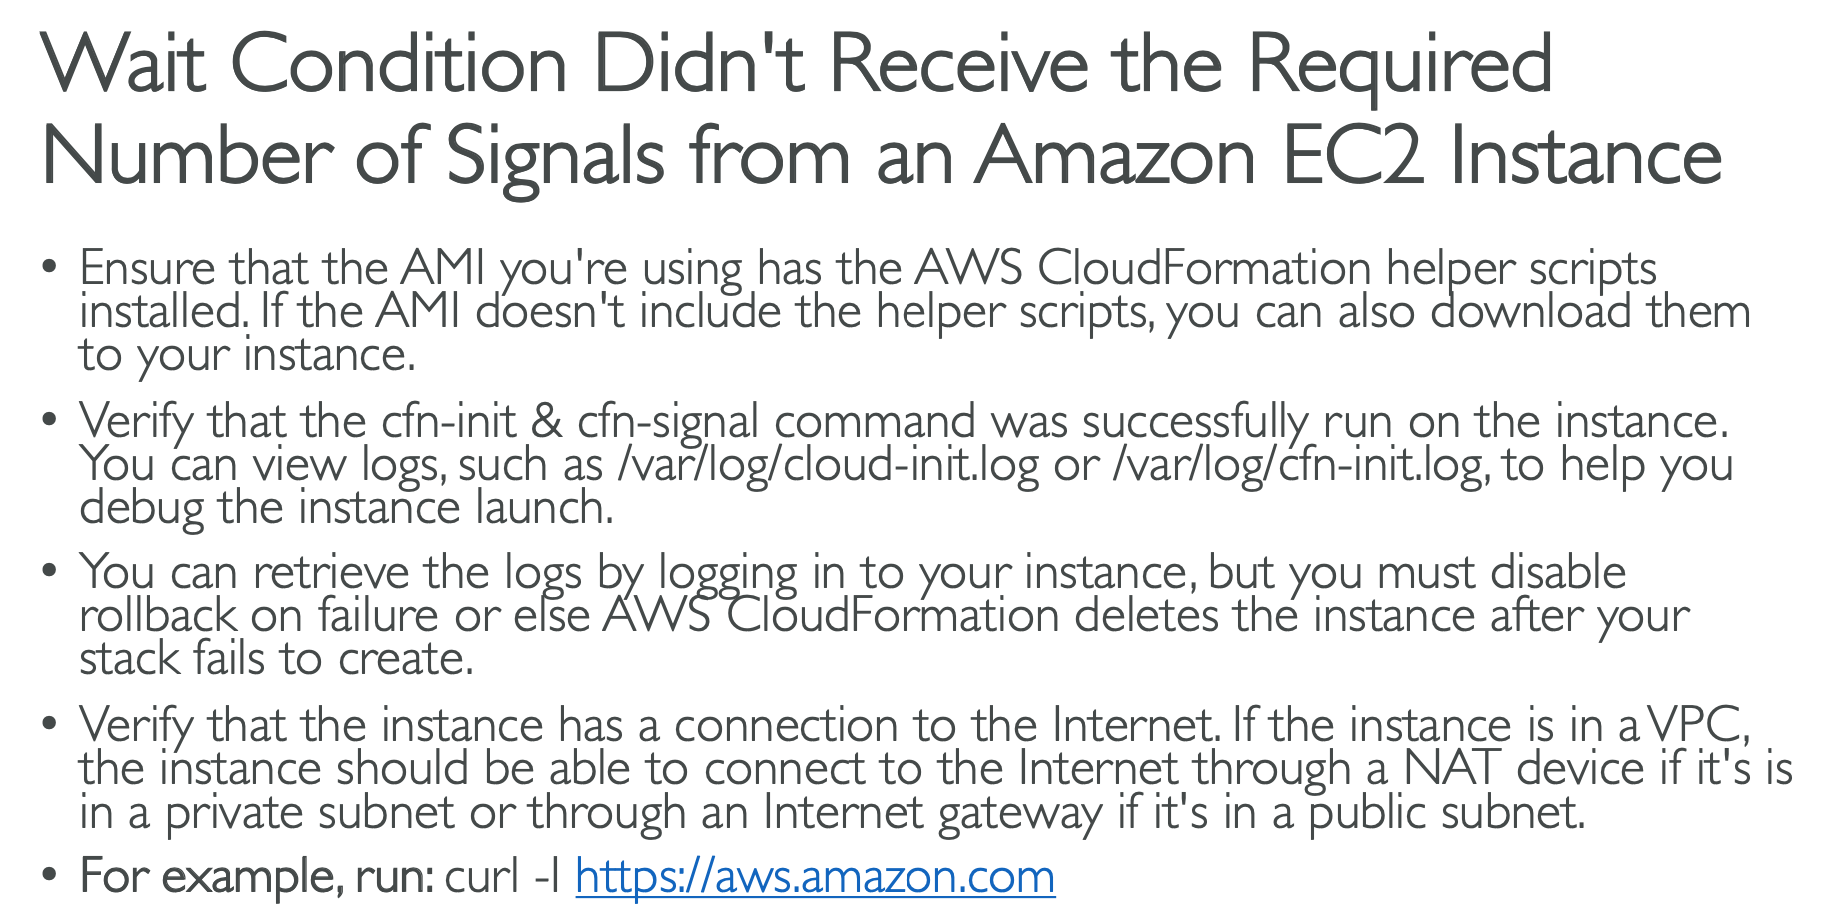 Wait Condition Didn't Receive the Required
Number of Signals from an Amazon EC2 Instance
• Ensure that the AMI you're using has the AWS CloudFormation helper scripts
installed. If the AMI doesn't include the helper scripts, you can also download them
to your instance.
• Verify that the cfn-init & cfn-signal command was successfully run on the instance.
You can view logs, such as /var/log/cloud-init.log or /var/log/cfn-init.log, to help you
debug the instance launch.
• You can retrieve the logs by logging in to your instance, but you must disable
rollback on failure or else AWS CloudFormation deletes the instance after your
stack fails to create.
• Verify that the instance has a connection to the Internet. If the instance is in a VPC,
the instance should be able to connect to the Internet through a NAT device if it's is
in a private subnet or through an Internet gateway if it's in a public subnet.
• For example, run: curl -I https://aws.amazon.com